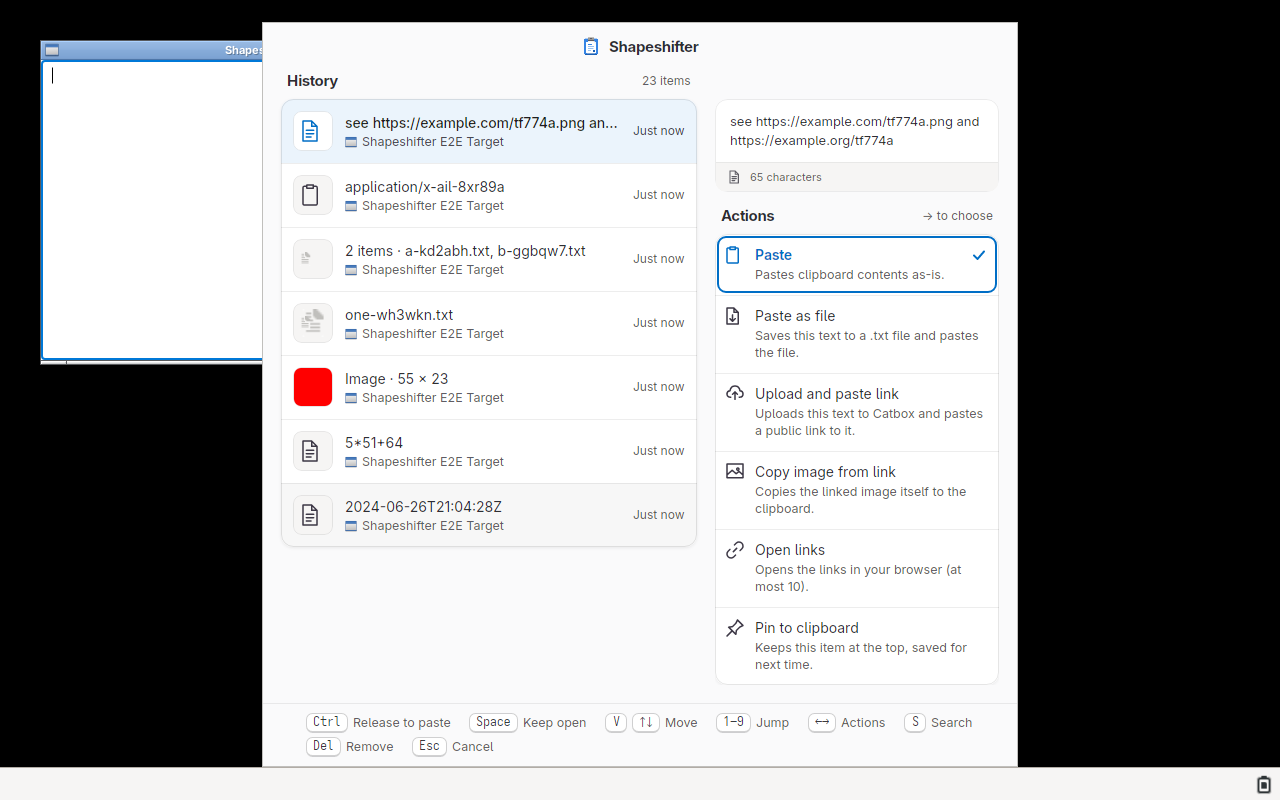 Shapes
Shapeshifter
History
23 items
see https://example.com/tf774a.png an...
Shapeshifter E2E Target
Just now
application/x-ail-8xr89a
Shapeshifter E2E Target
Just now
2 items · a-kd2abh.txt, b-ggbqw7.txt
Shapeshifter E2E Target
Just now
one-wh3wkn.txt
Shapeshifter E2E Target
Just now
Image · 55 × 23
Shapeshifter E2E Target
Just now
5*51+64
Shapeshifter E2E Target
Just now
2024-06-26T21:04:28Z
Shapeshifter E2E Target
Just now
see https://example.com/tf774a.png and
https://example.org/tf774a
65 characters
Actions
→ to choose
Paste
Pastes clipboard contents as-is.
Paste as file
Saves this text to a .txt file and pastes
the file.
Upload and paste link
Uploads this text to Catbox and pastes
a public link to it.
Copy image from link
Copies the linked image itself to the
clipboard.
Open links
Opens the links in your browser (at
most 10).
Pin to clipboard
Keeps this item at the top, saved for
next time.
Ctrl Release to paste Space Keep open V ↑↓ Move 1–9 Jump ←→ Actions S Search
Del Remove Esc Cancel